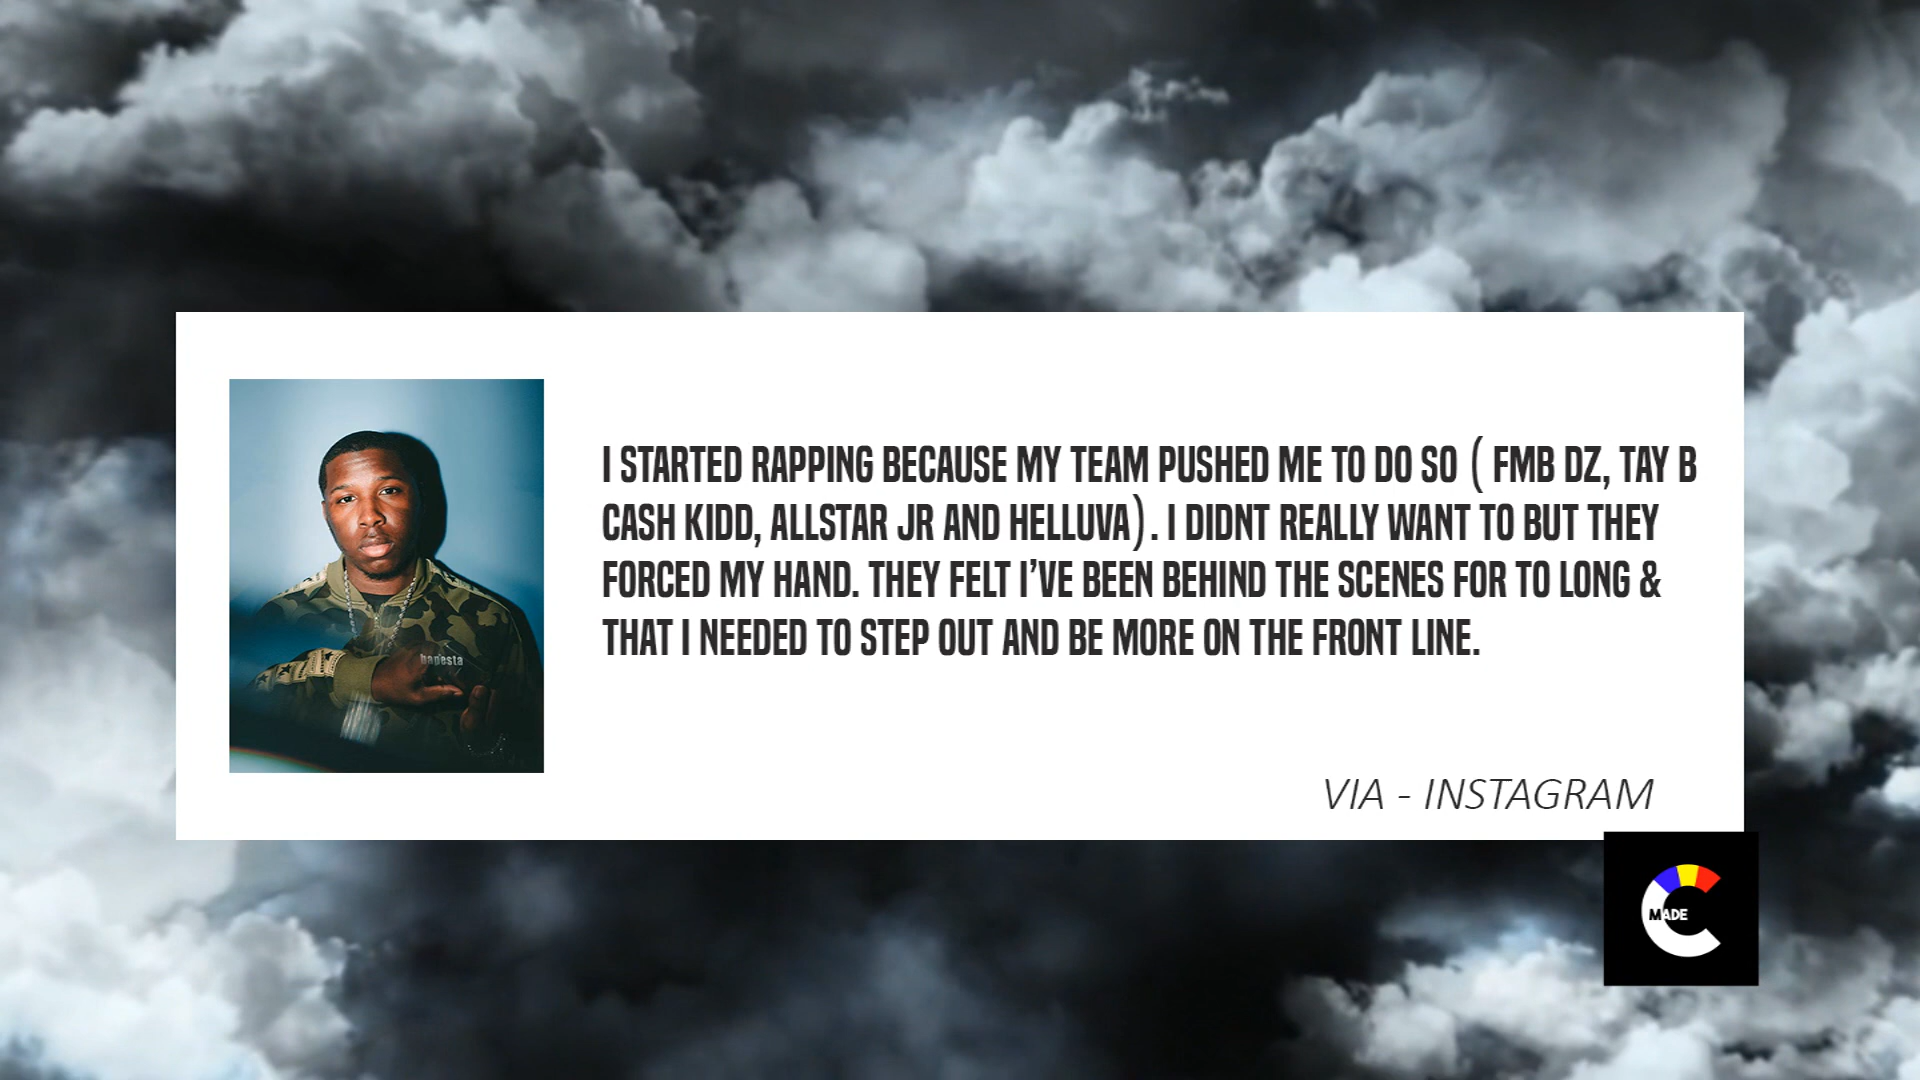 I STARTED RAPPING BECAUSE MY TEAM PUSHED ME TO DO SO ( FMB DZ, TAY B
CASH KIDD, ALLSTAR JR AND HELLUVA). I DIDNT REALLY WANT TO BUT THEY
FORCED MY HAND. THEY FELT I’VE BEEN BEHIND THE SCENES FOR TO LONG &
THAT I NEEDED TO STEP OUT AND BE MORE ON THE FRONT LINE.
bapesta
VIA - INSTAGRAM
MADE